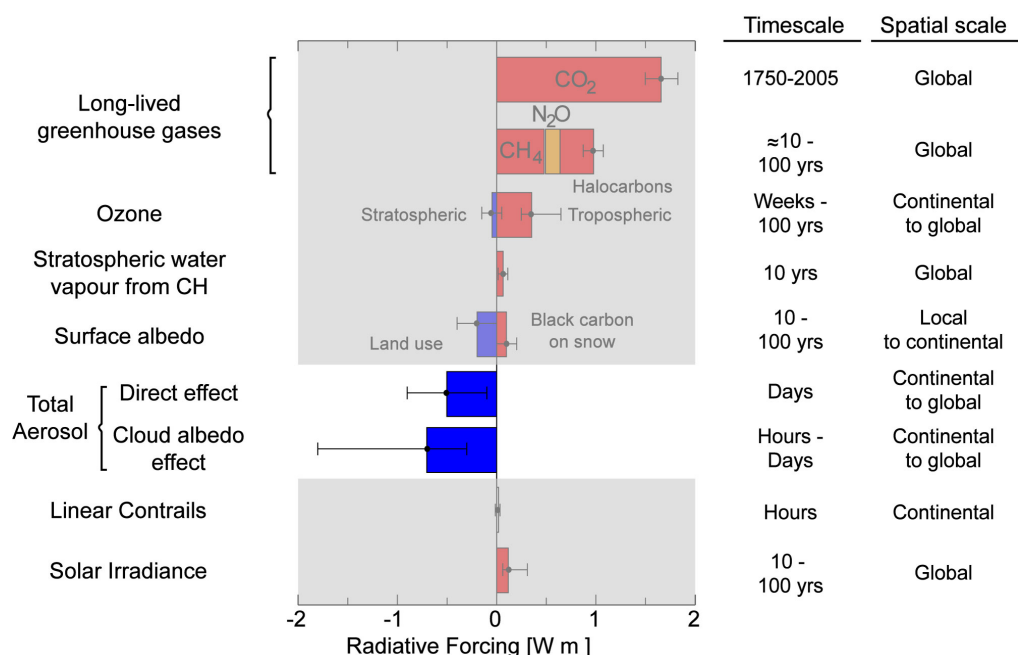 Timescale Spatial scale
Long-lived
greenhouse gases
CO2
1750-2005 Global
N2O
CH4
≈10 -
100 yrs
Global
Halocarbons
Ozone
Stratospheric Tropospheric
Weeks -
100 yrs
Continental
to global
Stratospheric water
vapour from CH
10 yrs Global
Surface albedo
Land use
Black carbon
on snow
10 -
100 yrs
Local
to continental
Total
Aerosol
Direct effect
Days
Continental
to global
Cloud albedo
effect
Hours -
Days
Continental
to global
Linear Contrails
Hours Continental
Solar Irradiance
10 -
100 yrs
Global
-2 -1 0 1 2
Radiative Forcing [W m ]